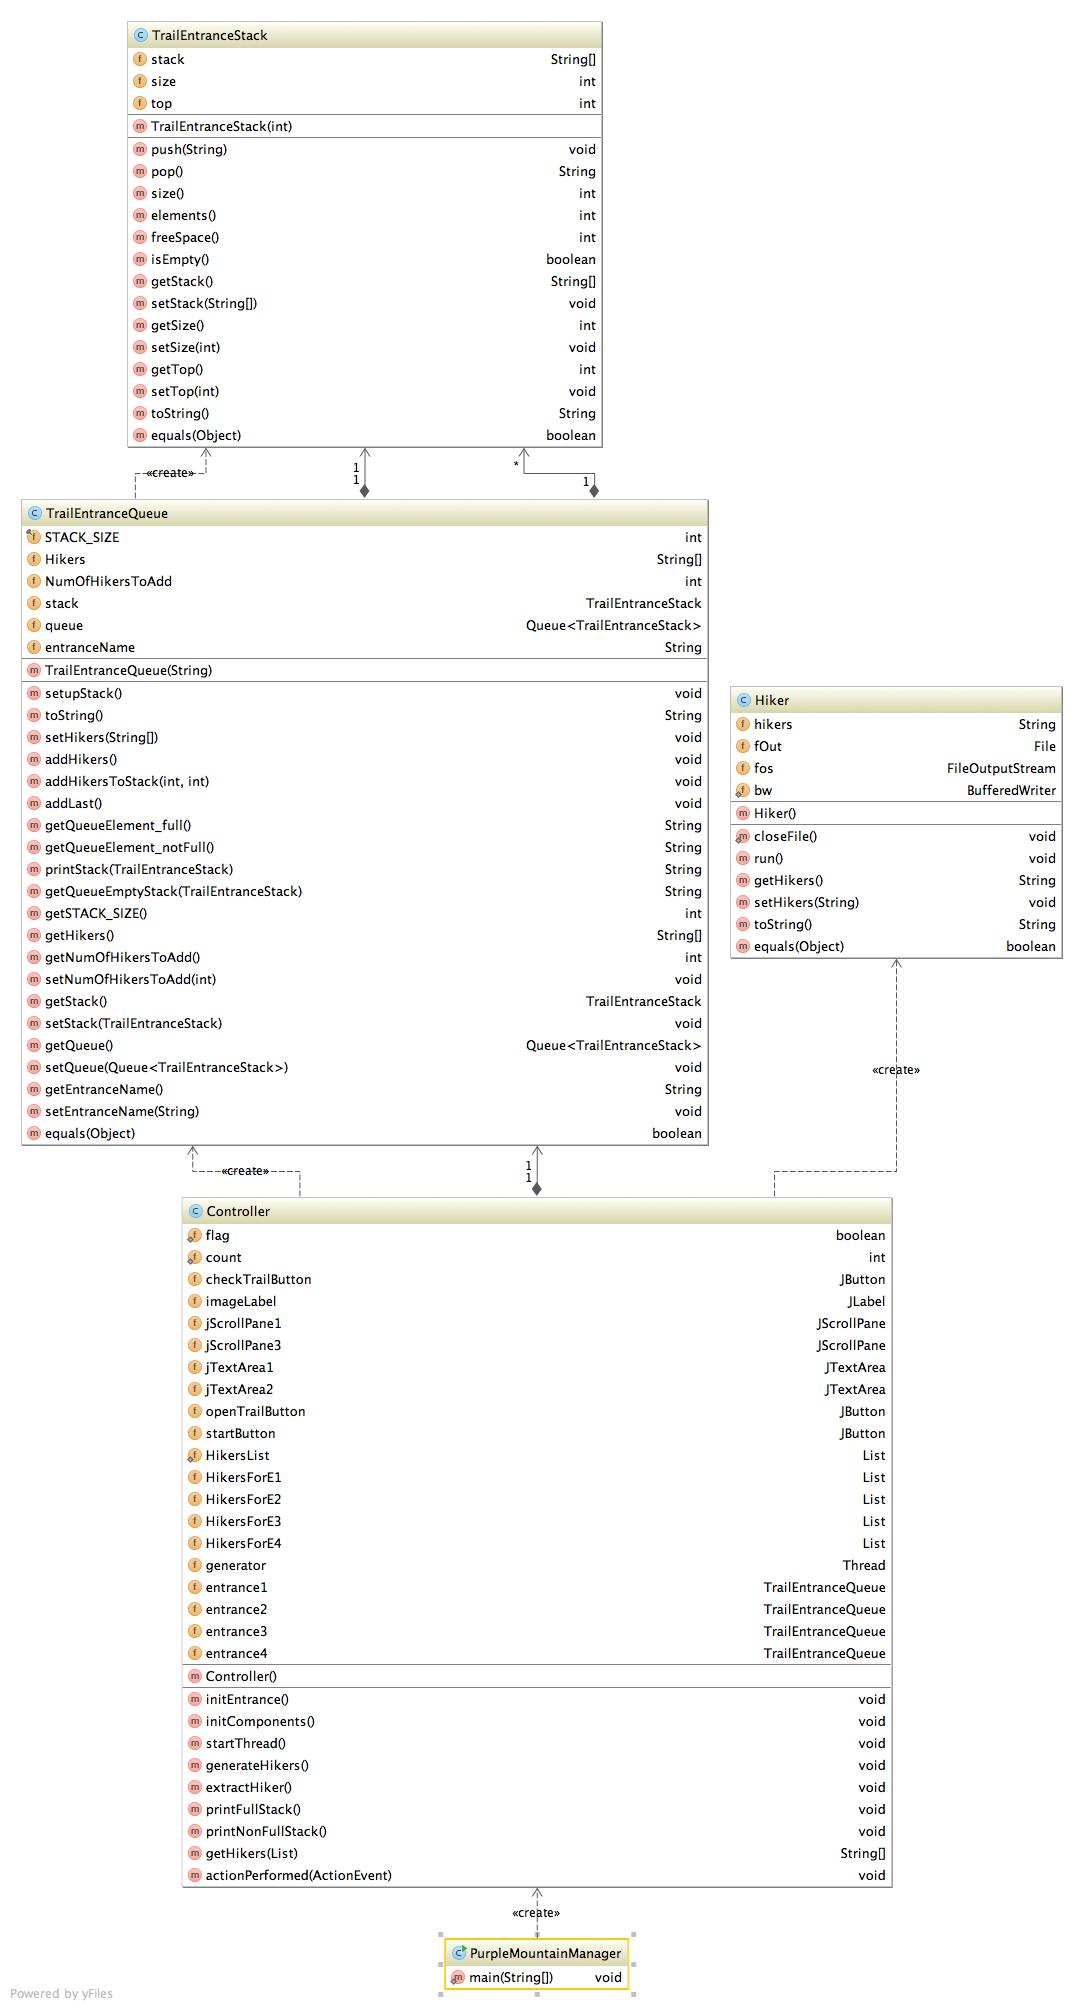 TrailEntranceStack
stack String[]
size int
top int
TrailEntranceStack(int)
push(String) void
pop() String
size() int
elements() int
freeSpace() int
isEmpty() boolean
getStack() String[]
setStack(String[]) void
getSize() int
setSize(int) void
getTop() int
setTop(int) void
toString() String
equals(Object) boolean
«create» 1 1 * 1
TrailEntranceQueue
STACK_SIZE int
Hikers String[]
NumOfHikersToAdd int
stack TrailEntranceStack
queue Queue<TrailEntranceStack>
entranceName String
TrailEntranceQueue(String)
setupStack() void
toString() String
setHikers(String[]) void
addHikers() void
addHikersToStack(int, int) void
addLast() void
getQueueElement_full() String
getQueueElement_notFull() String
printStack(TrailEntranceStack) String
getQueueEmptyStack(TrailEntranceStack) String
getSTACK_SIZE() int
getHikers() String[]
getNumOfHikersToAdd() int
setNumOfHikersToAdd(int) void
getStack() TrailEntranceStack
setStack(TrailEntranceStack) void
getQueue() Queue<TrailEntranceStack>
setQueue(Queue<TrailEntranceStack>) void
getEntranceName() String
setEntranceName(String) void
equals(Object) boolean
Hiker
hikers String
fOut File
fos FileOutputStream
bw BufferedWriter
Hiker()
closeFile() void
run() void
getHikers() String
setHikers(String) void
toString() String
equals(Object) boolean
«create»
«create» 1 1
Controller
flag boolean
count int
checkTrailButton JButton
imageLabel JLabel
jScrollPane1 JScrollPane
jScrollPane3 JScrollPane
jTextArea1 JTextArea
jTextArea2 JTextArea
openTrailButton JButton
startButton JButton
HikersList List
HikersForE1 List
HikersForE2 List
HikersForE3 List
HikersForE4 List
generator Thread
entrance1 TrailEntranceQueue
entrance2 TrailEntranceQueue
entrance3 TrailEntranceQueue
entrance4 TrailEntranceQueue
Controller()
initEntrance() void
initComponents() void
startThread() void
generateHikers() void
extractHiker() void
printFullStack() void
printNonFullStack() void
getHikers(List) String[]
actionPerformed(ActionEvent) void
«create»
PurpleMountainManager
main(String[]) void
Powered by yFiles